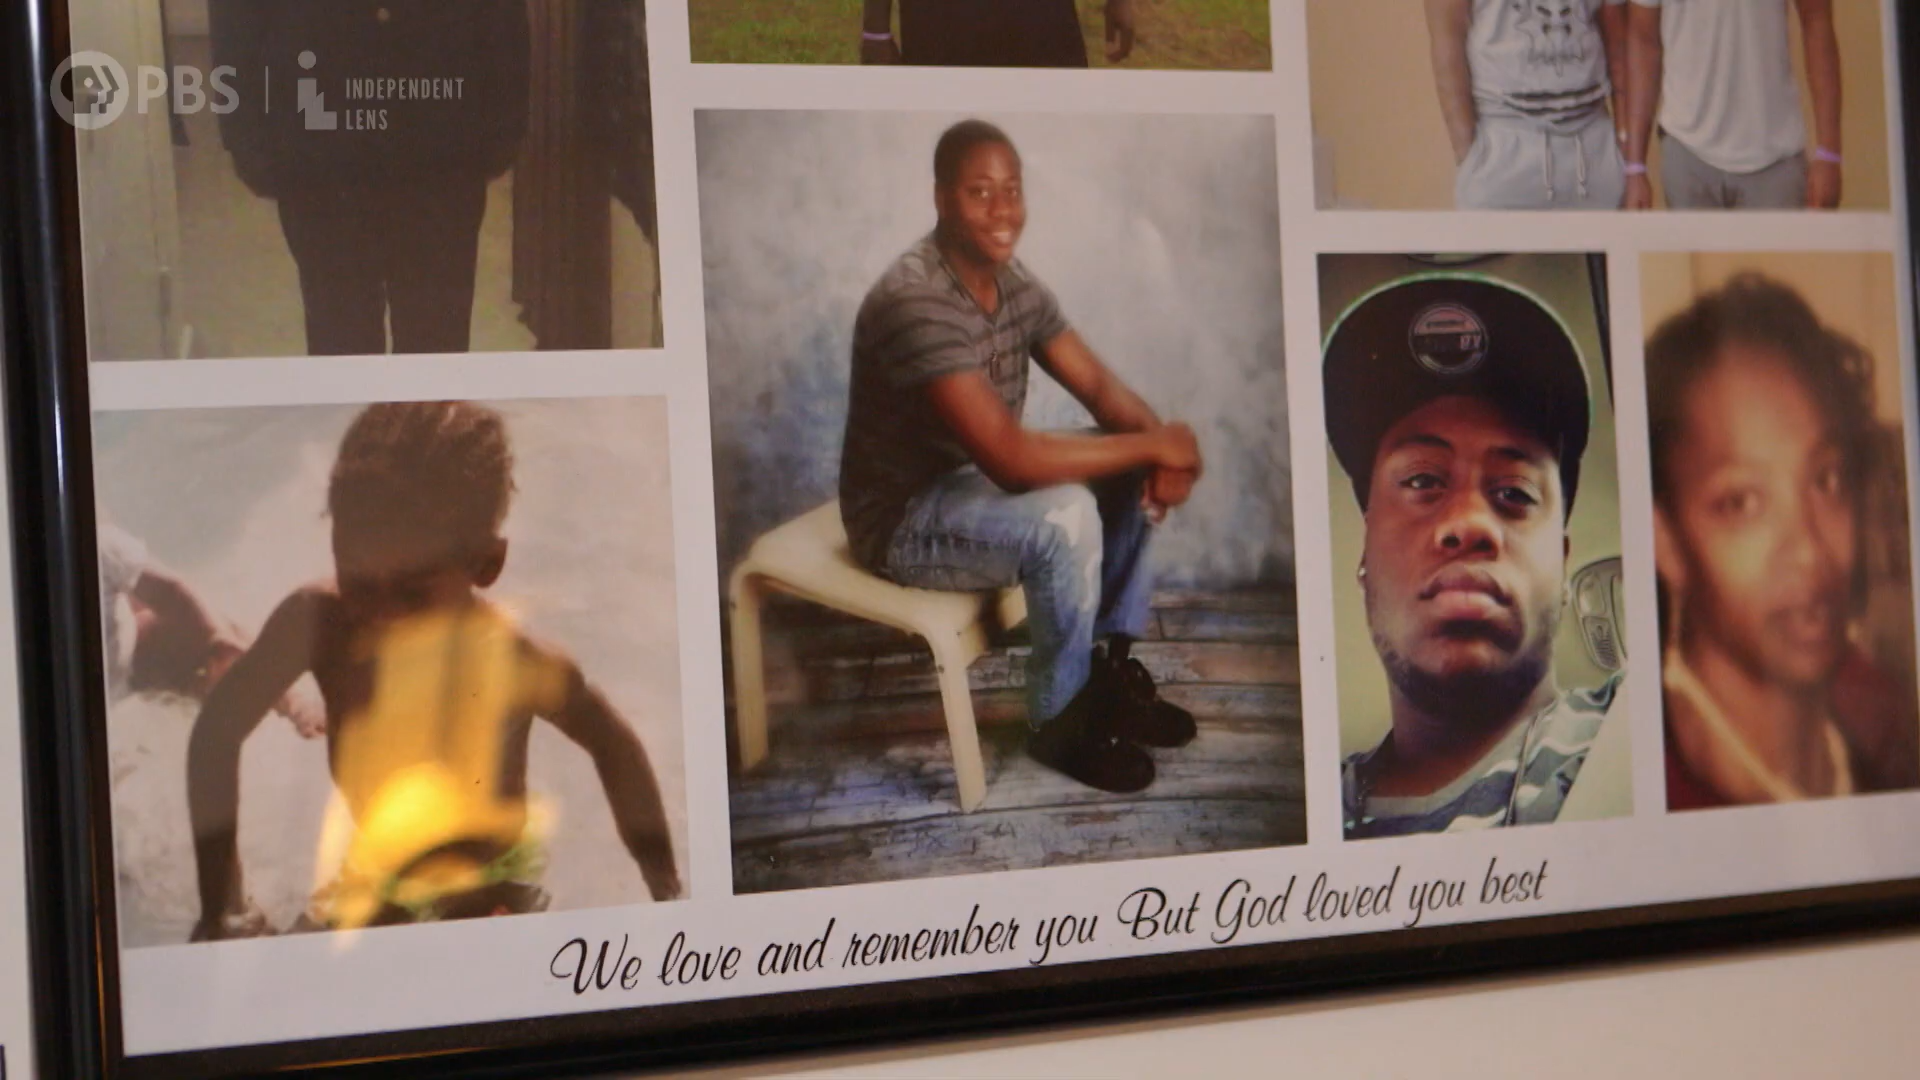 PBS
INDEPENDENT
LENS
We love and remember you But God loved you best